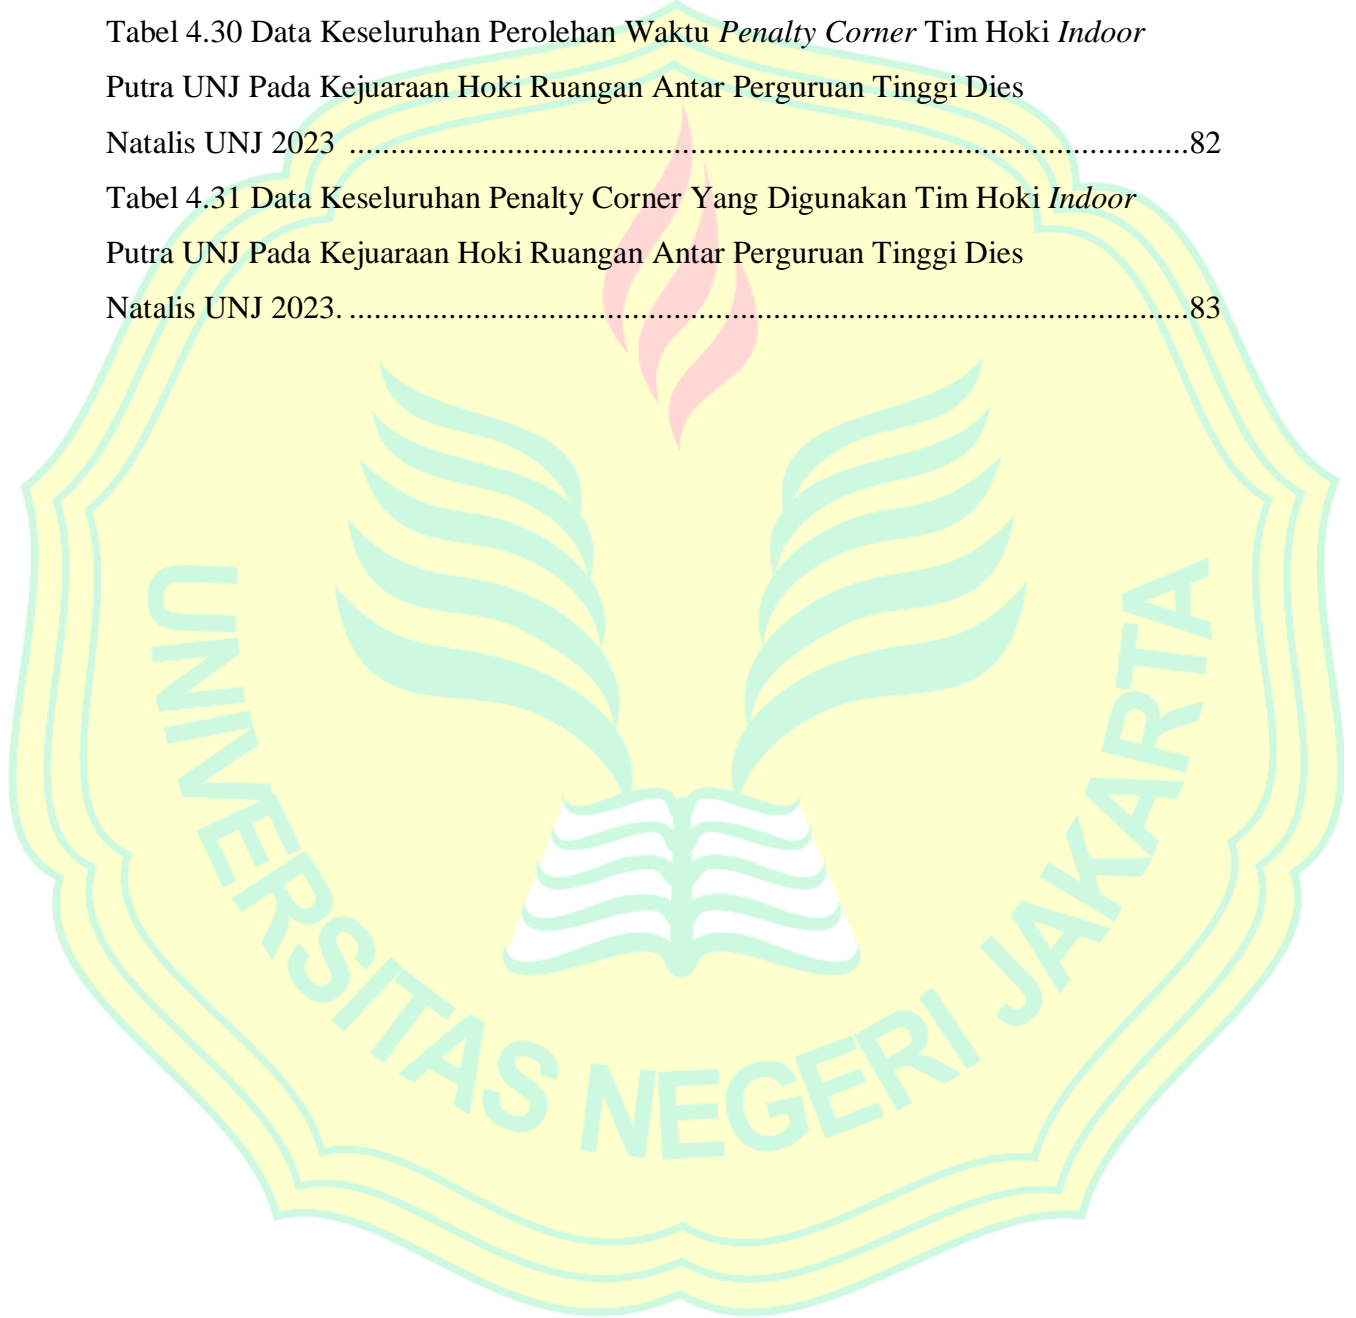 Tabel 4.30 Data Keseluruhan Perolehan Waktu Penalty Corner Tim Hoki Indoor
Putra UNJ Pada Kejuaraan Hoki Ruangan Antar Perguruan Tinggi Dies
Natalis UNJ 2023 ....................................................................................82
Tabel 4.31 Data Keseluruhan Penalty Corner Yang Digunakan Tim Hoki Indoor
Putra UNJ Pada Kejuaraan Hoki Ruangan Antar Perguruan Tinggi Dies
Natalis UNJ 2023. ....................................................................................83
UNIVERSITAS NEGERI JAKARTA